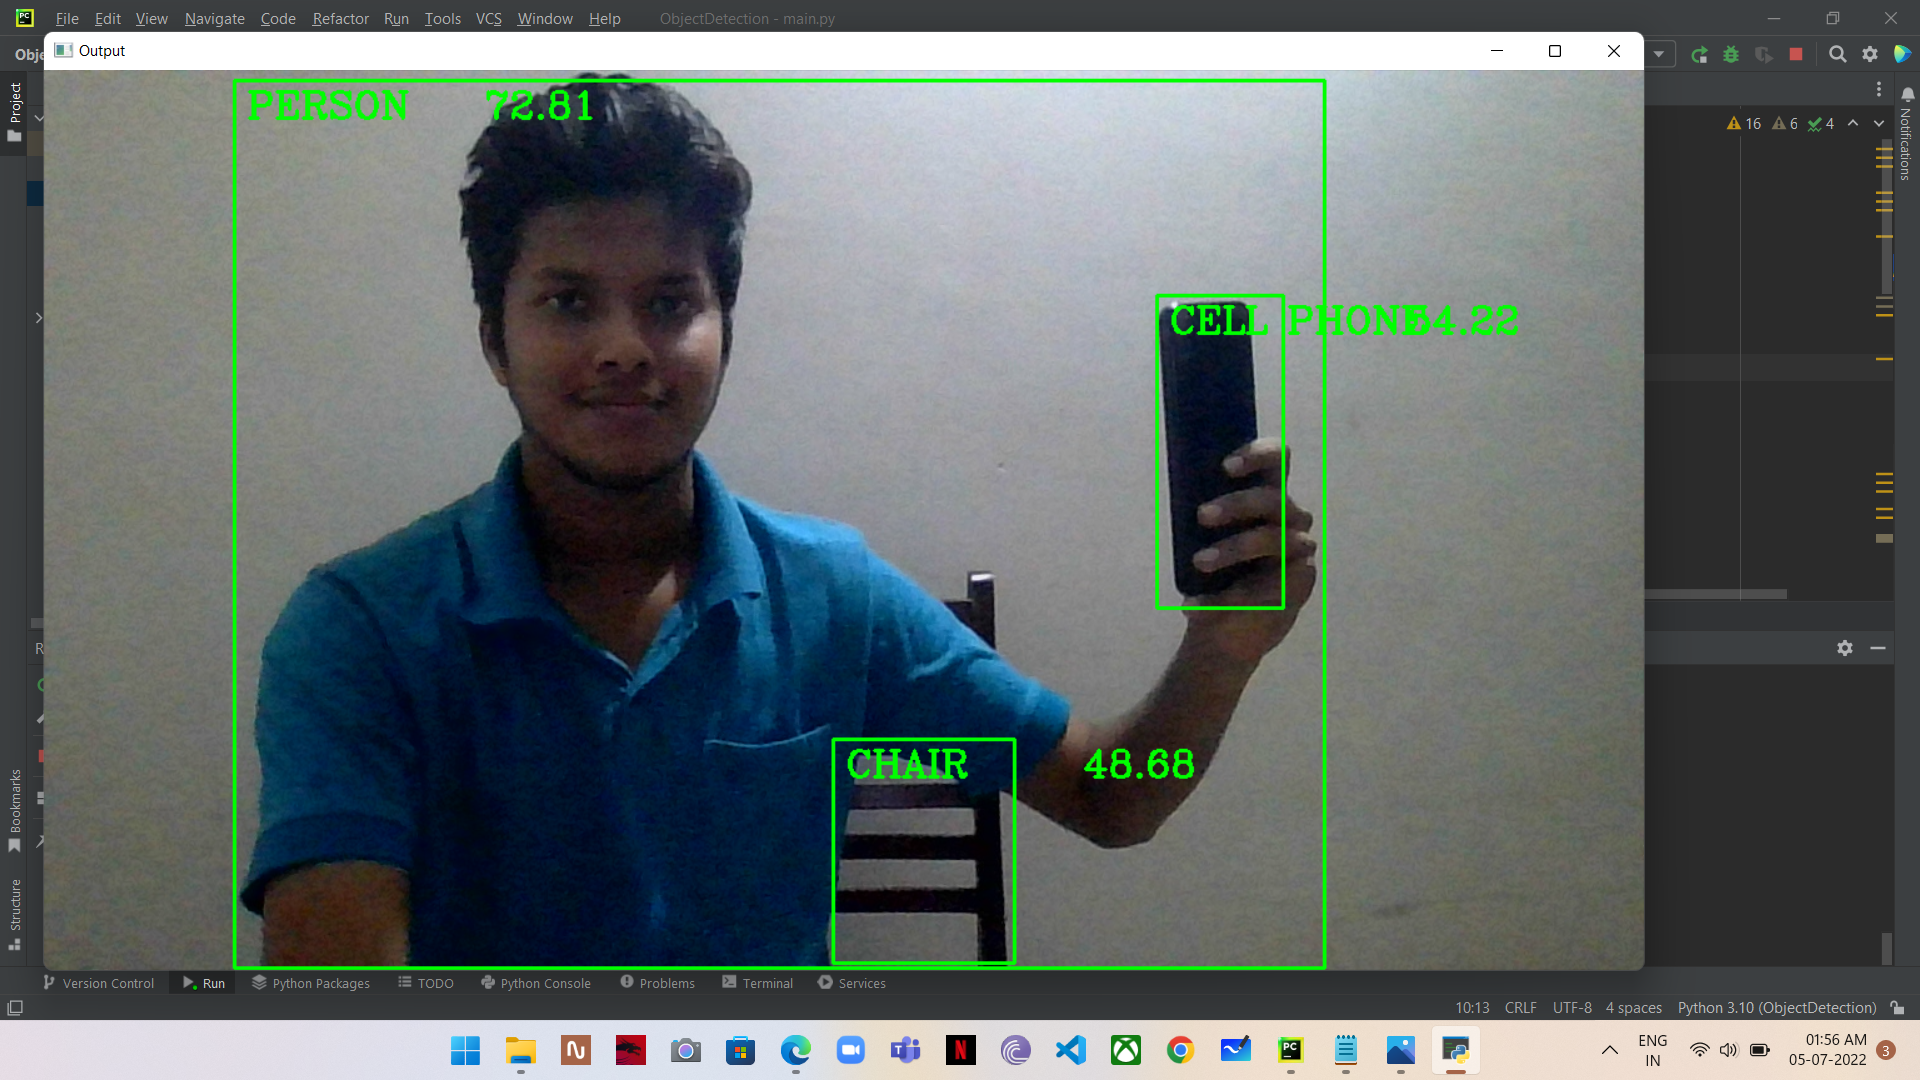 File Edit View Navigate Code Refactor Run Tools VCS Window Help ObjectDetection - main.py
Output
Project
Notifications
16 6 4
PERSON 72.81
CELL PHONE 54.22
CHAIR 48.68
Bookmarks
Structure
Version Control Run Python Packages TODO Python Console Problems Terminal Services
10:13 CRLF UTF-8 4 spaces Python 3.10 (ObjectDetection)
ENG
IN
01:56 AM
05-07-2022
3